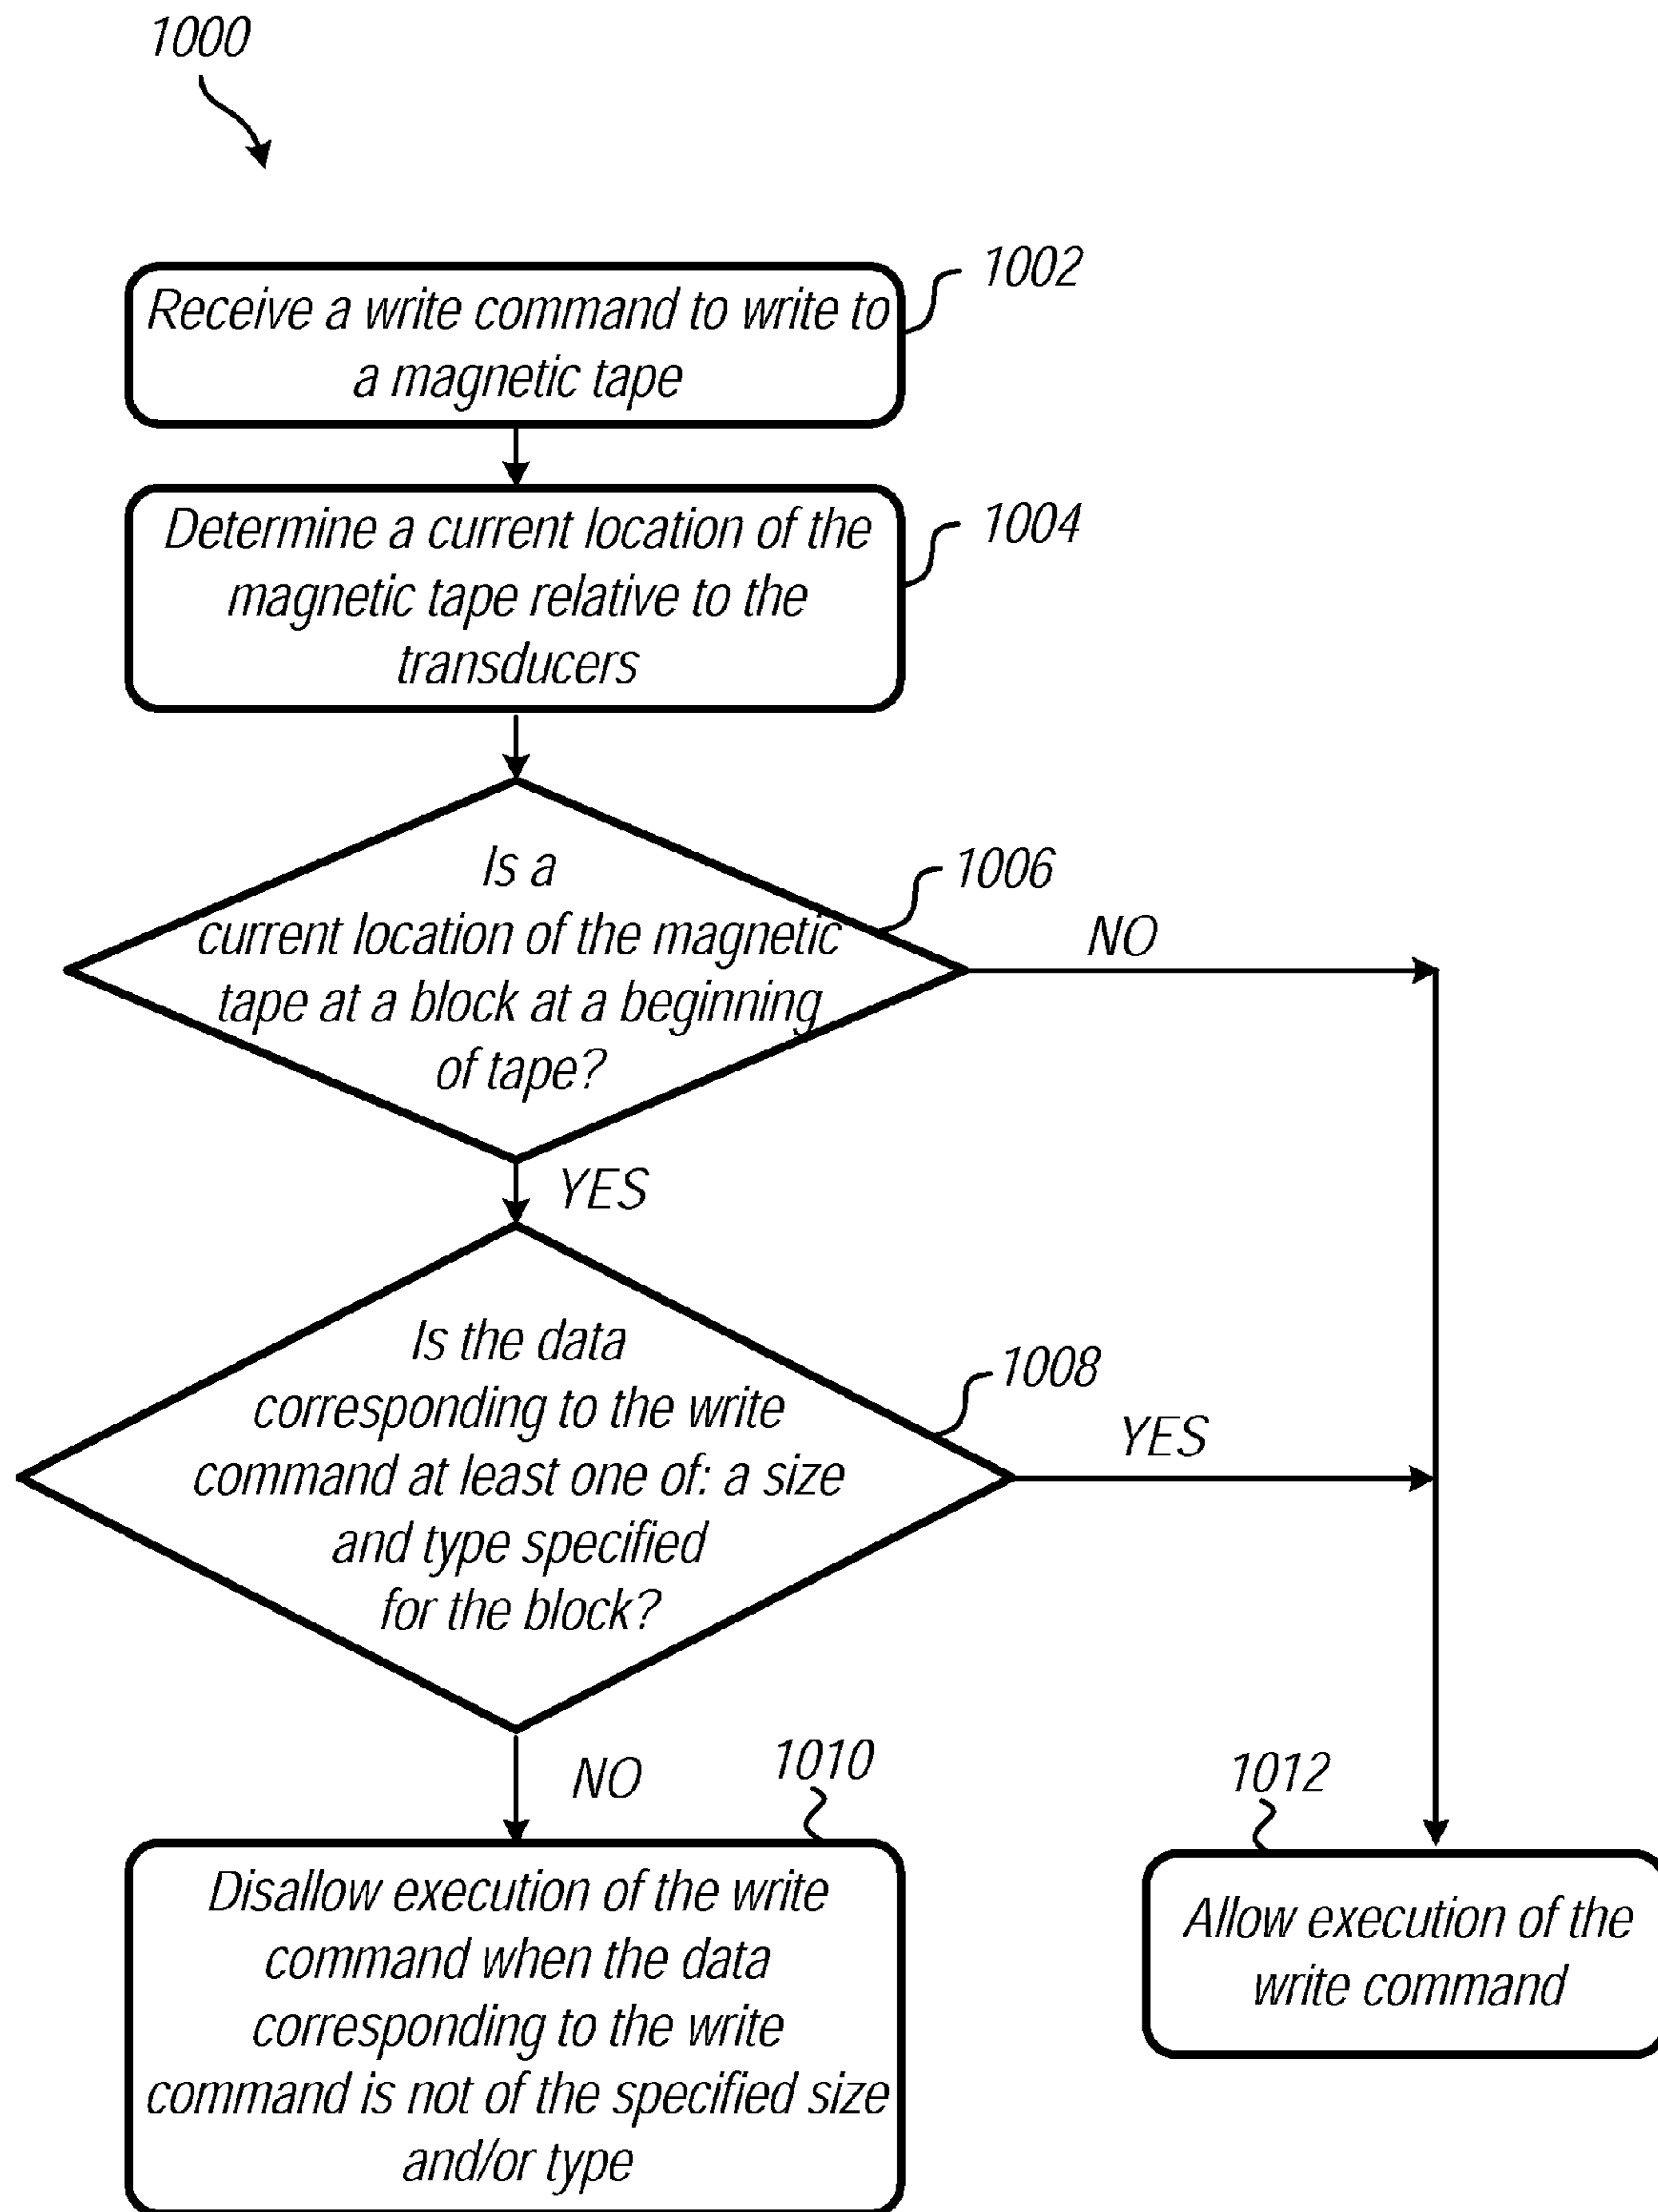 1000
1002
Receive a write command to write to
a magnetic tape
1004
Determine a current location of the
magnetic tape relative to the
transducers
1006
Is a
current location of the magnetic
tape at a block at a beginning
of tape?
NO
YES
1008
Is the data
corresponding to the write
command at least one of: a size
and type specified
for the block?
YES
NO
1010
Disallow execution of the write
command when the data
corresponding to the write
command is not of the specified size
and/or type
1012
Allow execution of the
write command